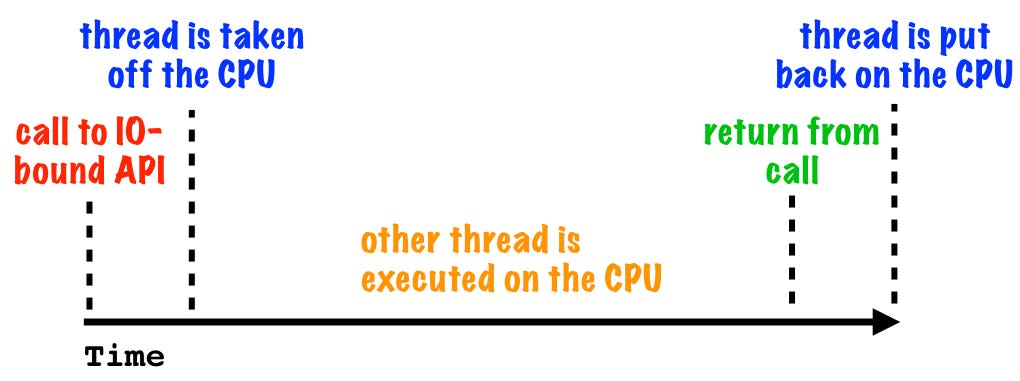 thread is taken
off the CPU
thread is put
back on the CPU
call to IO-
bound API
return from
call
other thread is
executed on the CPU
Time